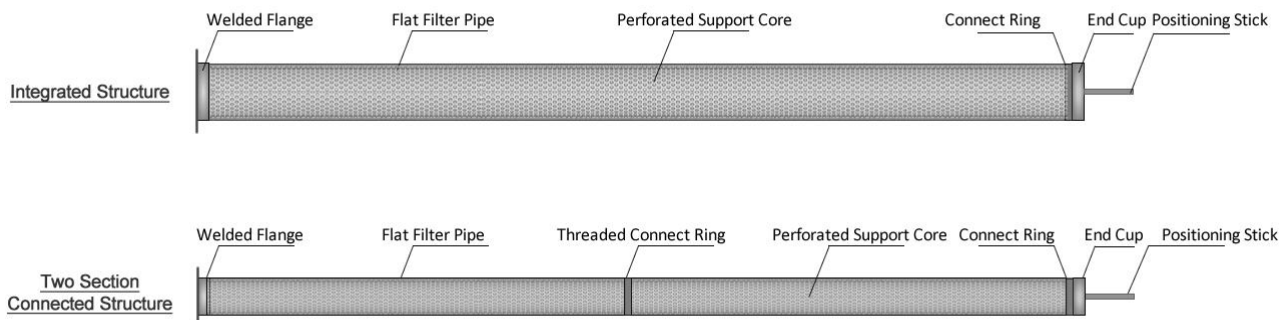 Welded Flange Flat Filter Pipe Perforated Support Core Connect Ring End Cup Positioning Stick
Integrated Structure
Welded Flange Flat Filter Pipe Threaded Connect Ring Perforated Support Core Connect Ring End Cup Positioning Stick
Two Section
Connected Structure